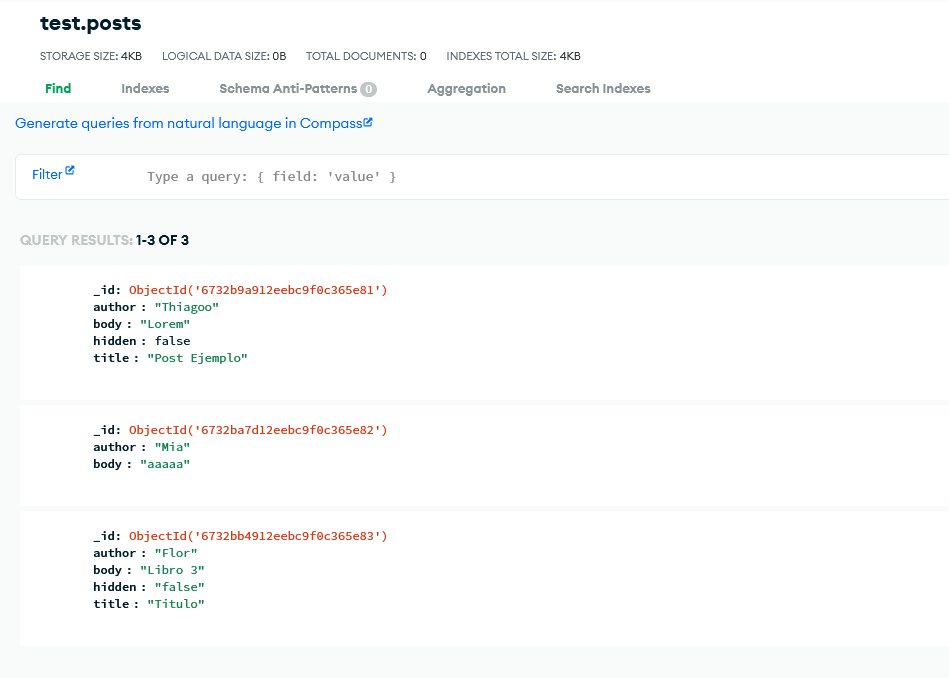 test.posts
STORAGE SIZE: 4KB LOGICAL DATA SIZE: 0B TOTAL DOCUMENTS: 0 INDEXES TOTAL SIZE: 4KB
Find Indexes Schema Anti-Patterns 0 Aggregation Search Indexes
Generate queries from natural language in Compass
Filter Type a query: { field: 'value' }
QUERY RESULTS: 1-3 OF 3
_id: ObjectId('6732b9a912eebc9f0c365e81')
author : "Thiagoo"
body : "Lorem"
hidden : false
title : "Post Ejemplo"
_id: ObjectId('6732ba7d12eebc9f0c365e82')
author : "Mia"
body : "aaaaa"
_id: ObjectId('6732bb4912eebc9f0c365e83')
author : "Flor"
body : "Libro 3"
hidden : "false"
title : "Titulo"